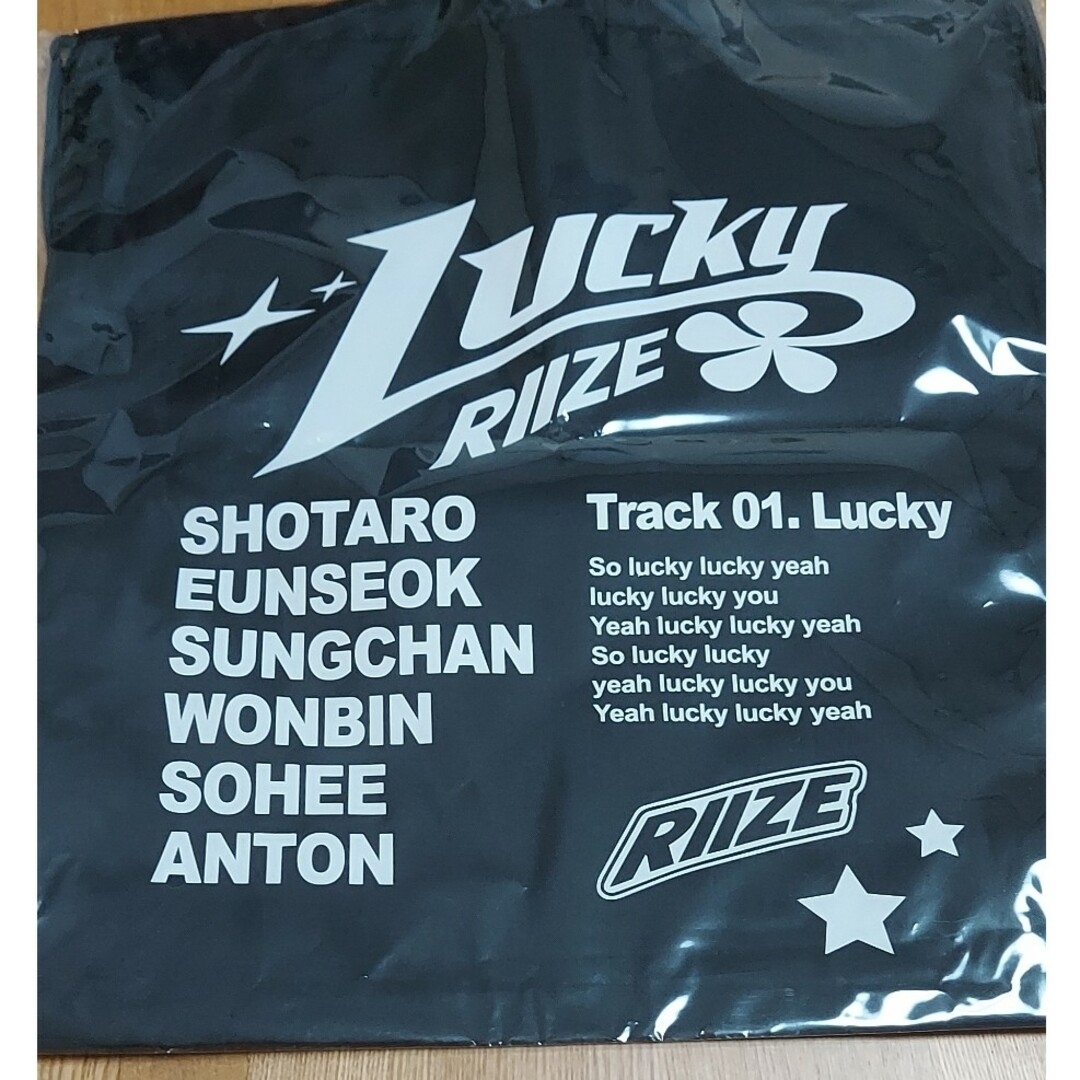 Lucky
RIIZE
SHOTARO
EUNSEOK
SUNGCHAN
WONBIN
SOHEE
ANTON
Track 01. Lucky
So lucky lucky yeah
lucky lucky you
Yeah lucky lucky yeah
So lucky lucky
yeah lucky lucky you
Yeah lucky lucky yeah
RIIZE